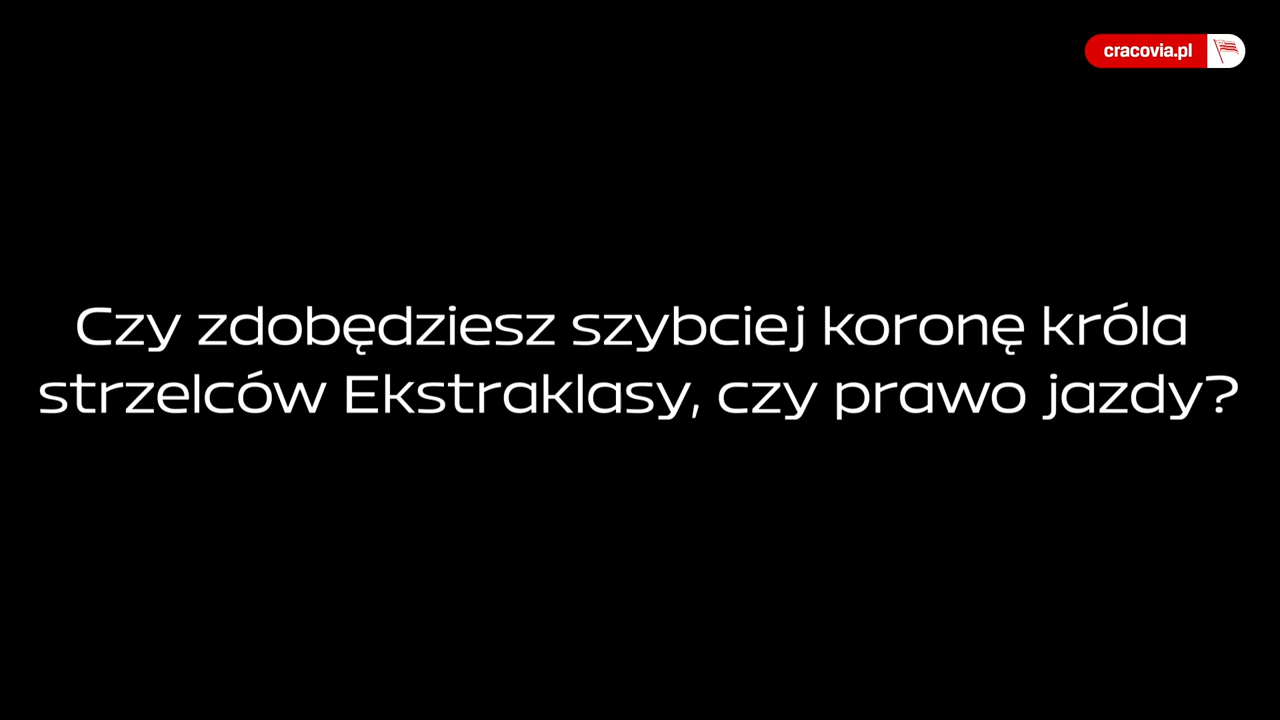 cracovia.pl
Czy zdobędziesz szybciej koronę króla
strzelców Ekstraklasy, czy prawo jazdy?